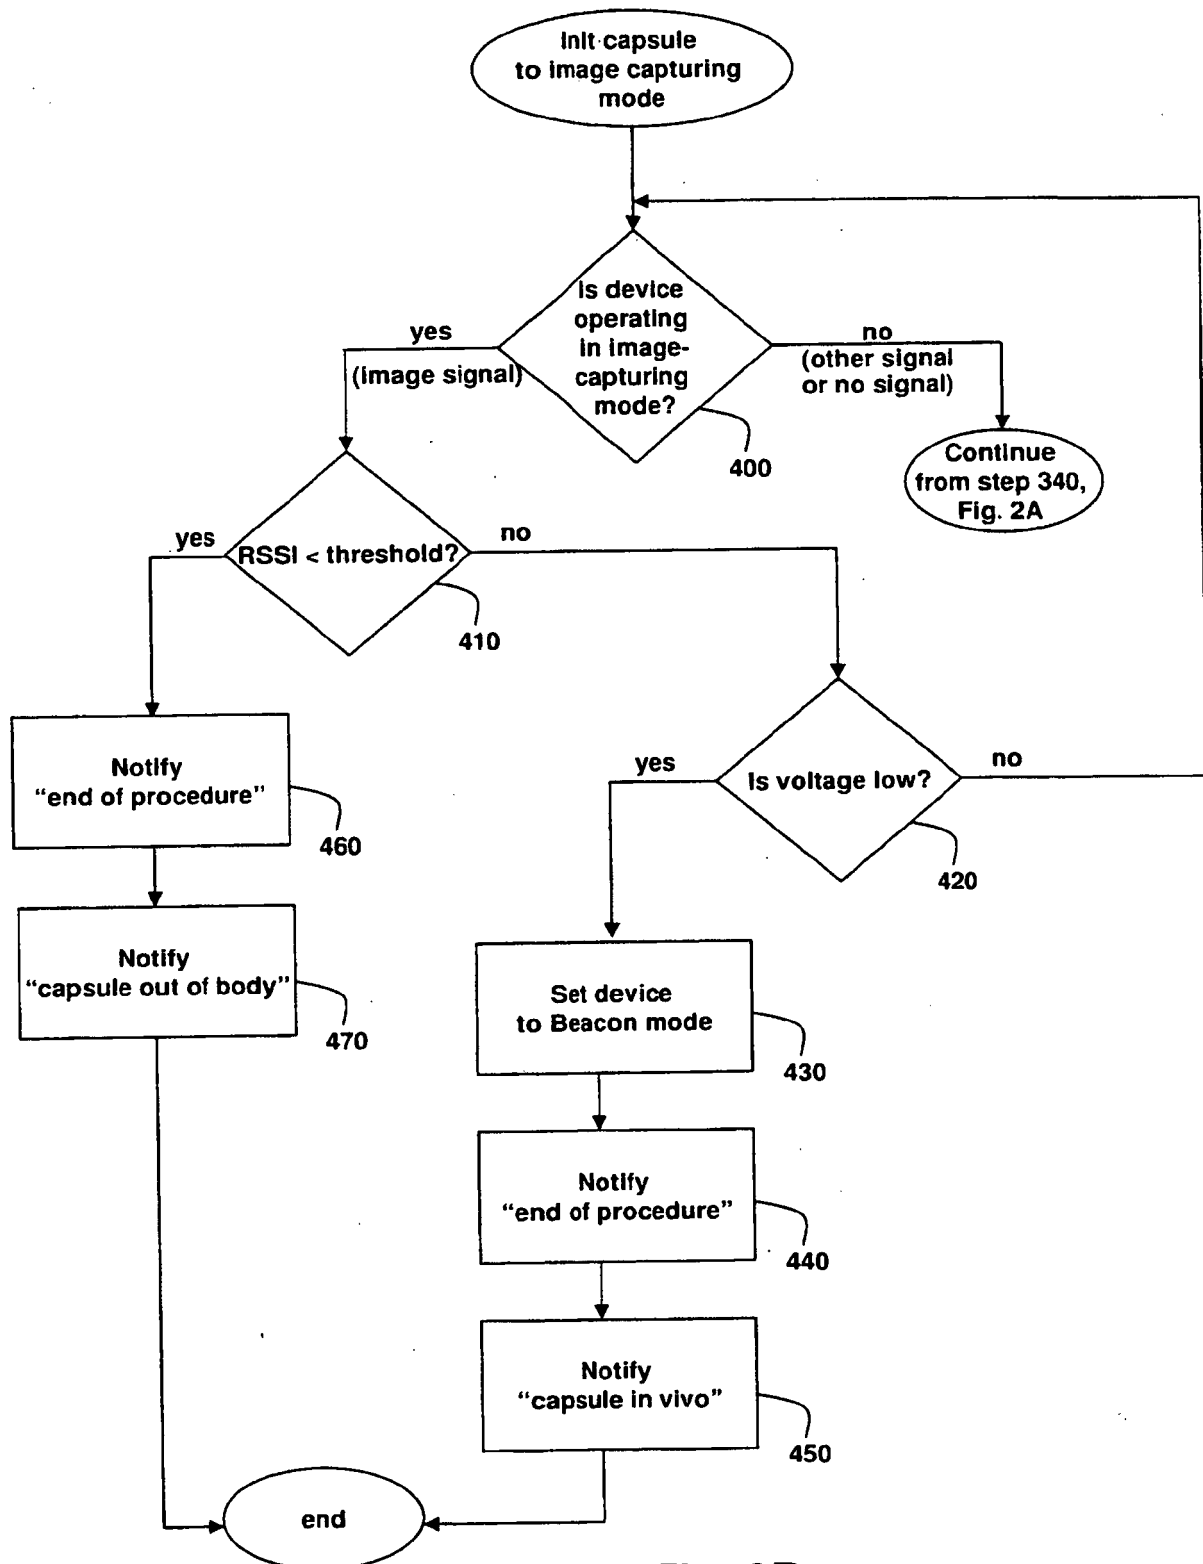 Init capsule
to image capturing
mode
Is device
operating
in image-
capturing
mode?
yes
(image signal)
no
(other signal
or no signal)
400
Continue
from step 340,
Fig. 2A
RSSI < threshold?
yes
no
410
Is voltage low?
yes
no
420
Notify
“end of procedure”
460
Notify
“capsule out of body”
470
Set device
to Beacon mode
430
Notify
“end of procedure”
440
Notify
“capsule in vivo”
450
end